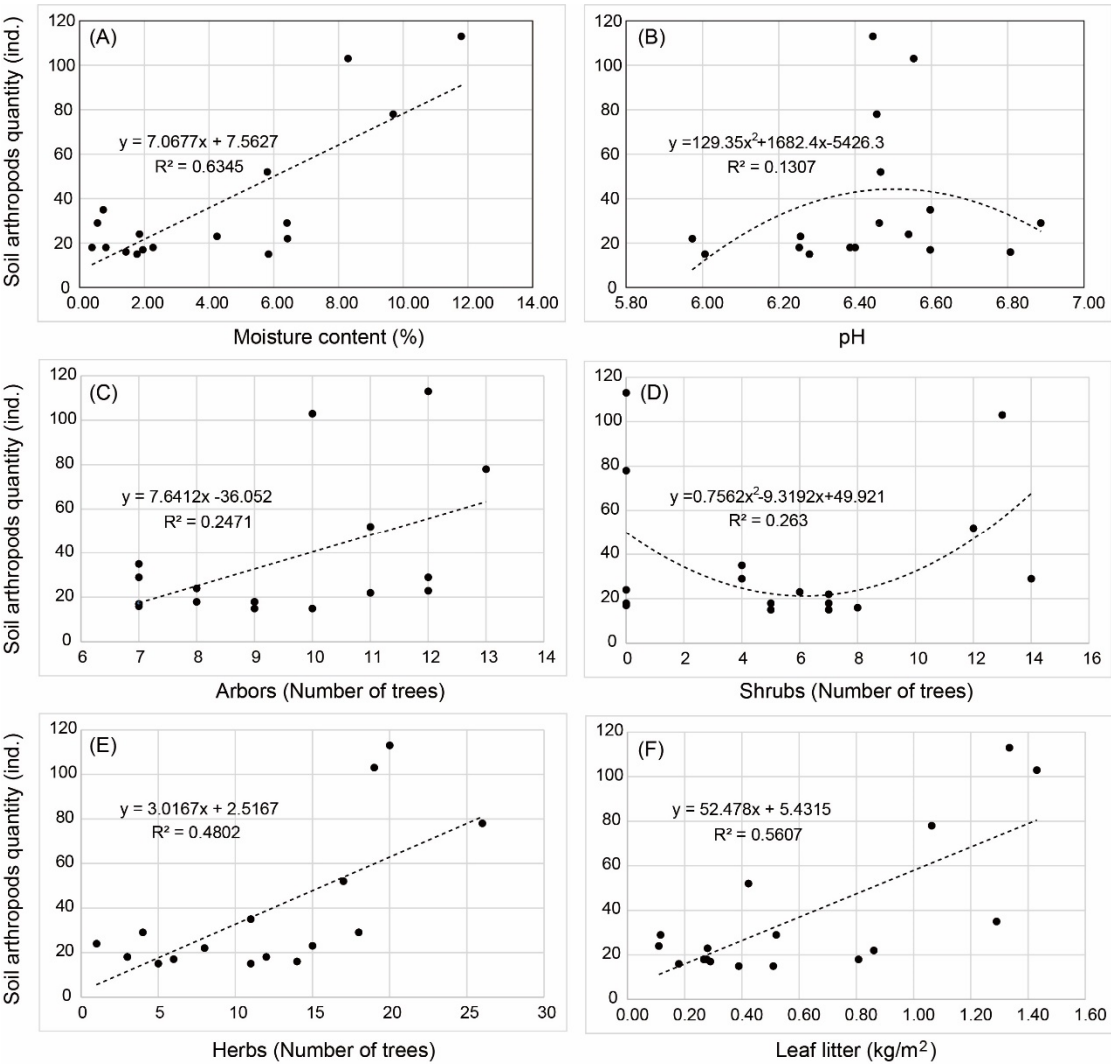 (A)
Soil arthropods quantity (ind.)
120
100
80
60
40
20
0
y = 7.0677x + 7.5627
R² = 0.6345
0.00 2.00 4.00 6.00 8.00 10.00 12.00 14.00
Moisture content (%)
(B)
120
100
80
60
40
20
0
y =129.35x²+1682.4x-5426.3
R² = 0.1307
5.80 6.00 6.20 6.40 6.60 6.80 7.00
pH
(C)
Soil arthropods quantity (ind.)
120
100
80
60
40
20
0
y = 7.6412x -36.052
R² = 0.2471
6 7 8 9 10 11 12 13 14
Arbors (Number of trees)
(D)
120
100
80
60
40
20
0
y =0.7562x²-9.3192x+49.921
R² = 0.263
0 2 4 6 8 10 12 14 16
Shrubs (Number of trees)
(E)
Soil arthropods quantity (ind.)
120
100
80
60
40
20
0
y = 3.0167x + 2.5167
R² = 0.4802
0 5 10 15 20 25 30
Herbs (Number of trees)
(F)
120
100
80
60
40
20
0
y = 52.478x + 5.4315
R² = 0.5607
0.00 0.20 0.40 0.60 0.80 1.00 1.20 1.40 1.60
Leaf litter (kg/m²)